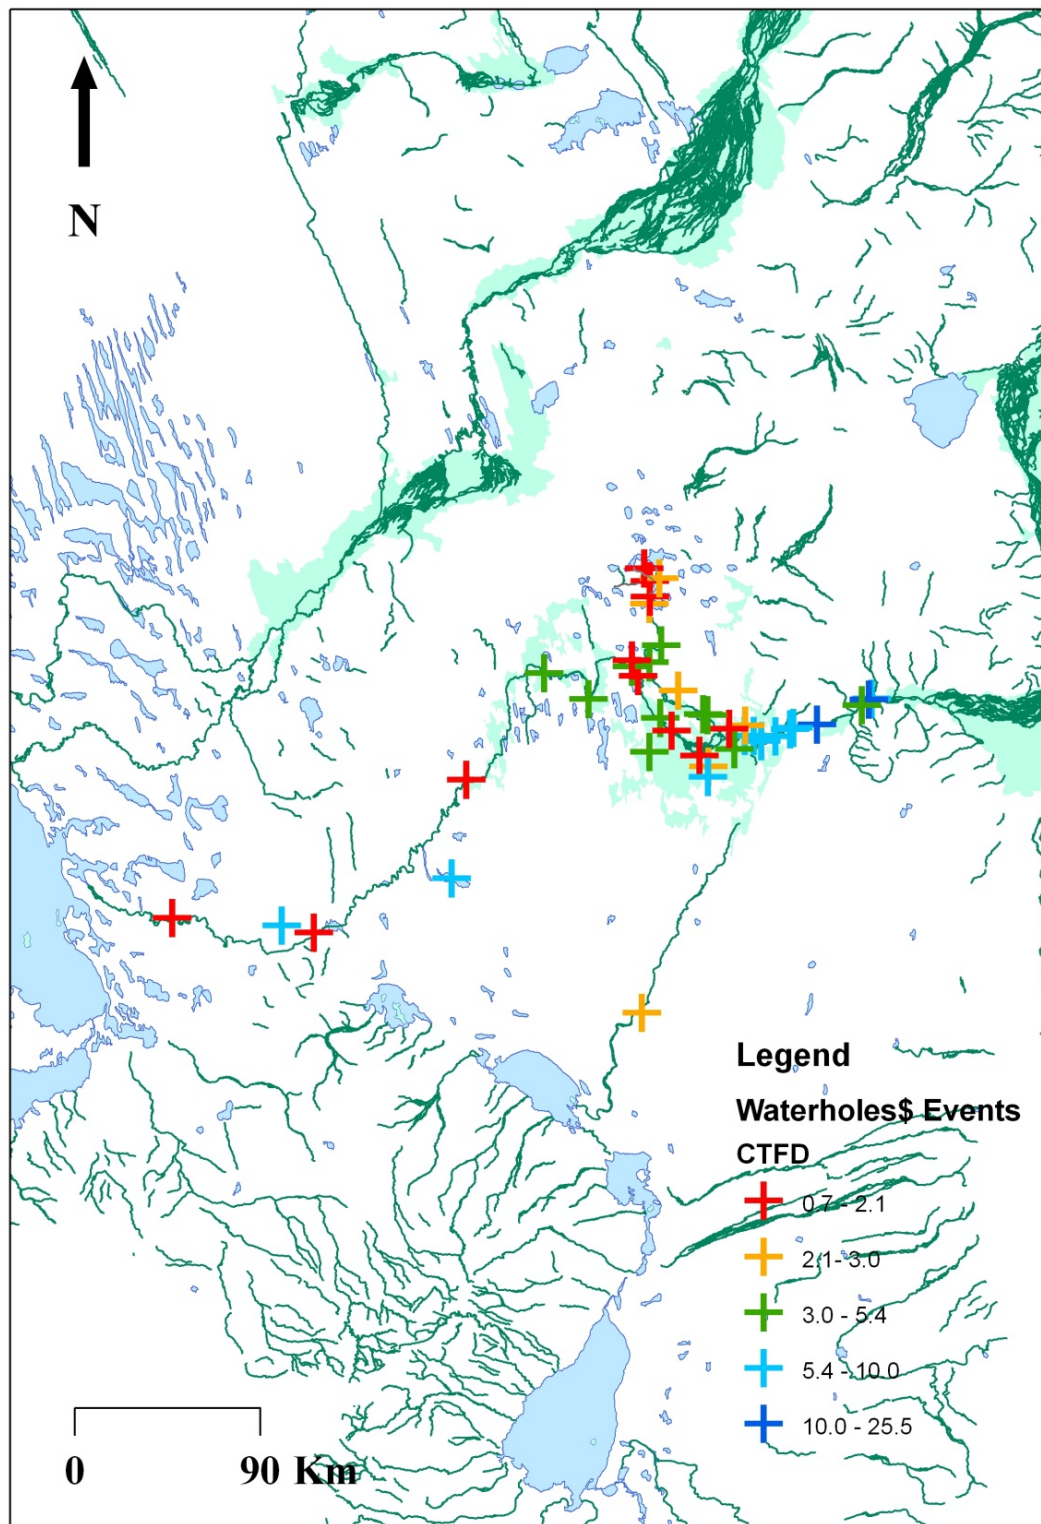 N
Legend
Waterholes$ Events
CTFD
0.7 - 2.1
2.1- 3.0
3.0 - 5.4
5.4 - 10.0
10.0 - 25.5
0 90 Km